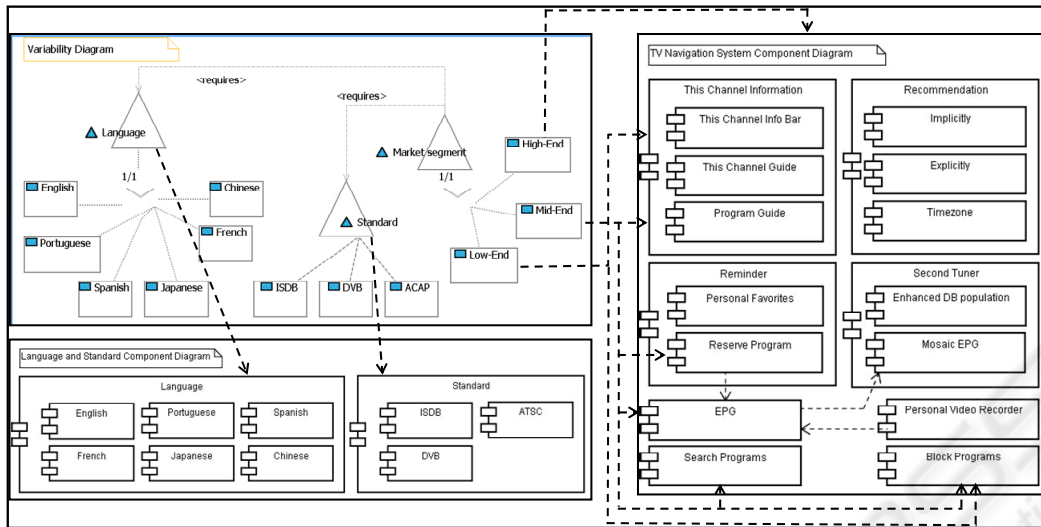 Variability Diagram
<requires>
<requires>
Language
Market segment
High-End
1/1
1/1
English
Chinese
Mid-End
Standard
French
Portuguese
Low-End
Spanish
Japanese
ISDB
DVB
ACAP
Language and Standard Component Diagram
Language
English
Portuguese
Spanish
French
Japanese
Chinese
Standard
ISDB
ATSC
DVB
TV Navigation System Component Diagram
This Channel Information
This Channel Info Bar
This Channel Guide
Program Guide
Recommendation
Implicitly
Explicitly
Timezone
Reminder
Personal Favorites
Reserve Program
Second Tuner
Enhanced DB population
Mosaic EPG
EPG
Personal Video Recorder
Search Programs
Block Programs